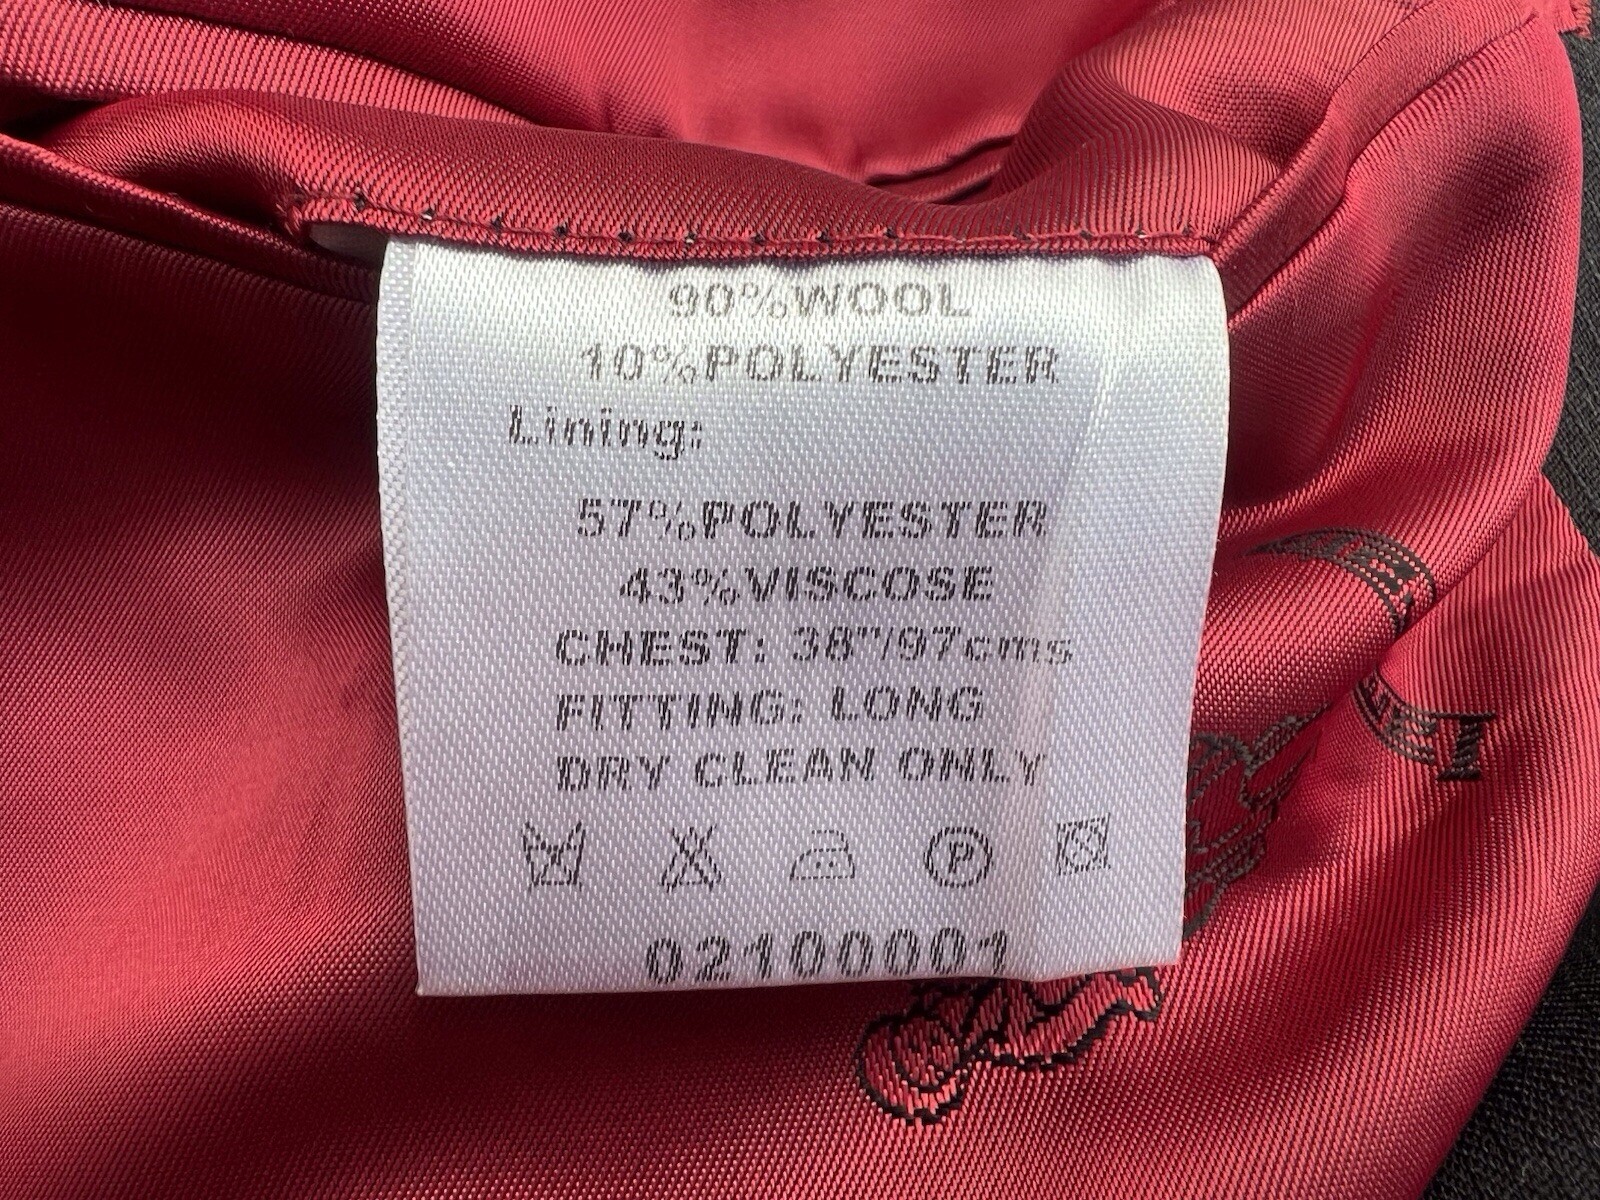 90%WOOL
10%POLYESTER
Lining:
57%POLYESTER
43%VISCOSE
CHEST: 38"/97cms
FITTING: LONG
DRY CLEAN ONLY
P
02100001